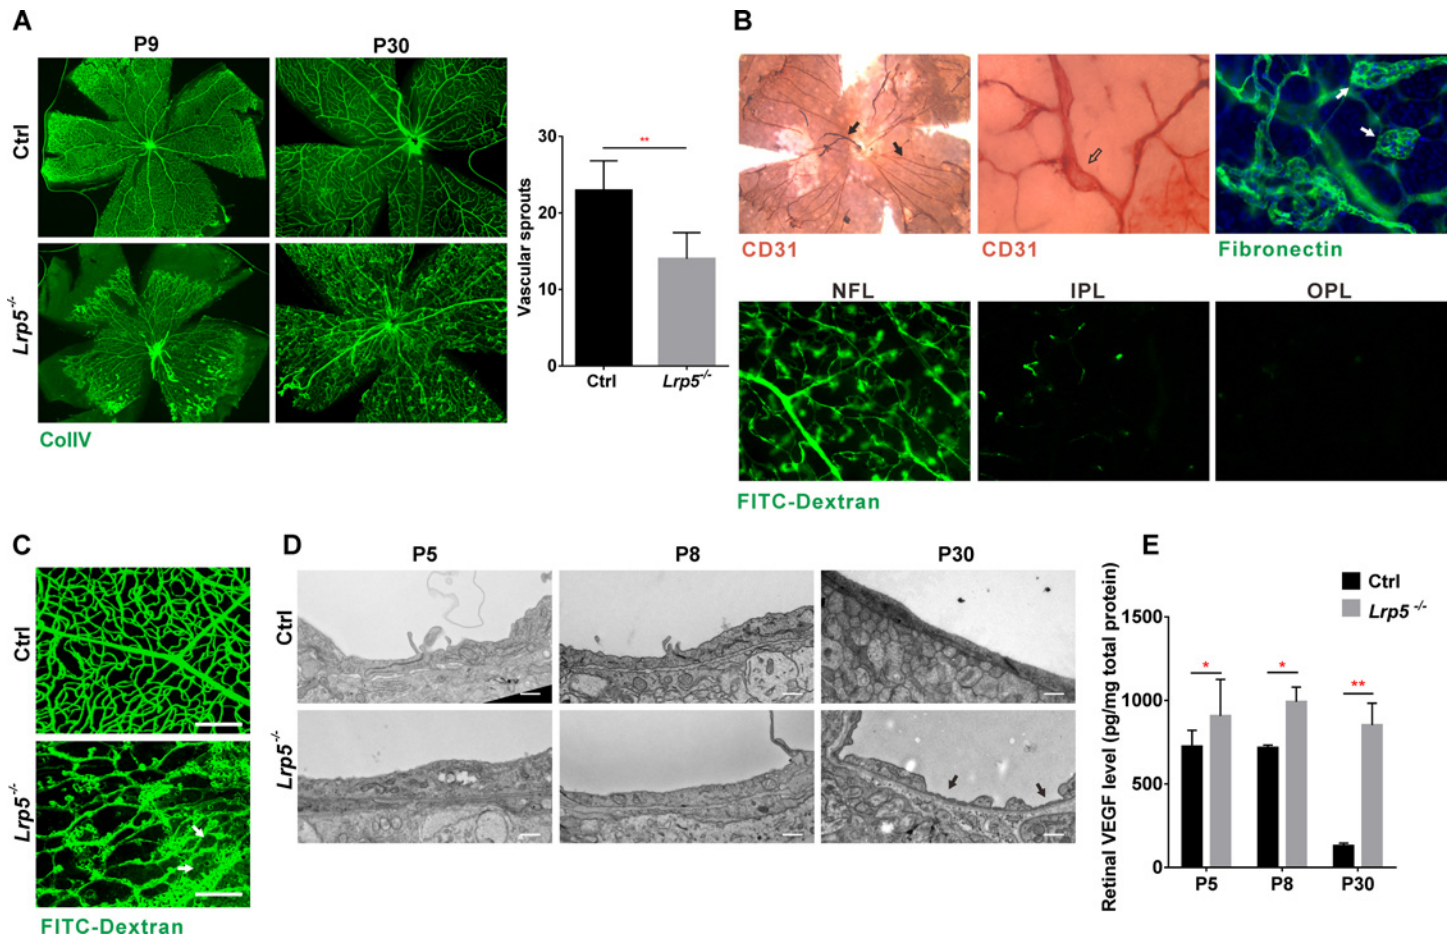 A
P9
P30
Ctrl
Lrp5-/-
CollV
30
20
10
0
Vascular sprouts
**
Ctrl
Lrp5-/-
B
CD31
CD31
Fibronectin
NFL
IPL
OPL
FITC-Dextran
C
Ctrl
Lrp5-/-
FITC-Dextran
D
P5
P8
P30
Ctrl
Lrp5-/-
E
Ctrl
Lrp5 -/-
Retinal VEGF level (pg/mg total protein)
1500
1000
500
0
*
*
**
P5
P8
P30